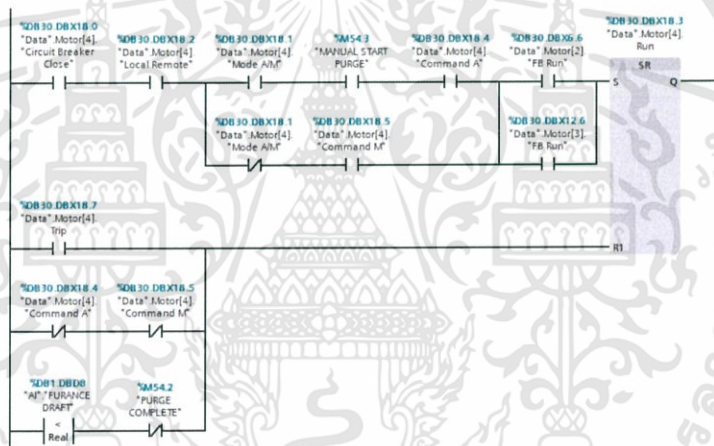 %DB30.DBX18.0
"Data".Motor[4].
"Circuit Breaker
Close"
%DB30.DBX18.2
"Data".Motor[4].
"Local Remote"
%DB30.DBX18.1
"Data".Motor[4].
"Mode A/M"
%M54.3
"MANUAL START
PURGE"
%DB30.DBX18.4
"Data".Motor[4].
"Command A"
%DB30.DBX6.6
"Data".Motor[2].
"FB Run"
%DB30.DBX18.3
"Data".Motor[4].
Run
SR
S
Q
%DB30.DBX18.1
"Data".Motor[4].
"Mode A/M"
%DB30.DBX18.5
"Data".Motor[4].
"Command M"
%DB30.DBX12.6
"Data".Motor[3].
"FB Run"
%DB30.DBX18.7
"Data".Motor[4].
Trip
R1
%DB30.DBX18.4
"Data".Motor[4].
"Command A"
%DB30.DBX18.5
"Data".Motor[4].
"Command M"
%DB1.DBD8
"AI"."FURANCE
DRAFT"
<
Real
%M54.2
"PURGE
COMPLETE"